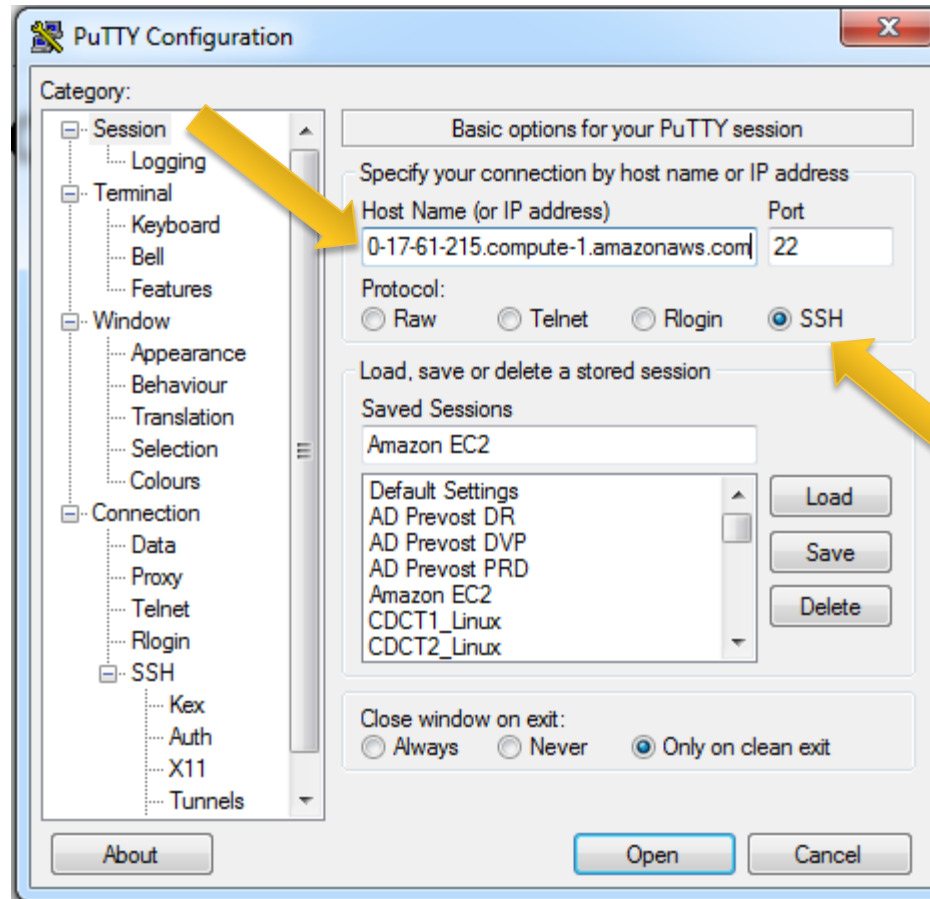 PuTTY Configuration
Category:
Session
Logging
Terminal
Keyboard
Bell
Features
Window
Appearance
Behaviour
Translation
Selection
Colours
Connection
Data
Proxy
Telnet
Rlogin
SSH
Kex
Auth
X11
Tunnels
Basic options for your PuTTY session
Specify your connection by host name or IP address
Host Name (or IP address) Port
0-17-61-215.compute-1.amazonaws.com 22
Protocol:
Raw Telnet Rlogin SSH
Load, save or delete a stored session
Saved Sessions
Amazon EC2
Default Settings
AD Prevost DR
AD Prevost DVP
AD Prevost PRD
Amazon EC2
CDCT1_Linux
CDCT2_Linux
Load
Save
Delete
Close window on exit:
Always Never Only on clean exit
About Open Cancel